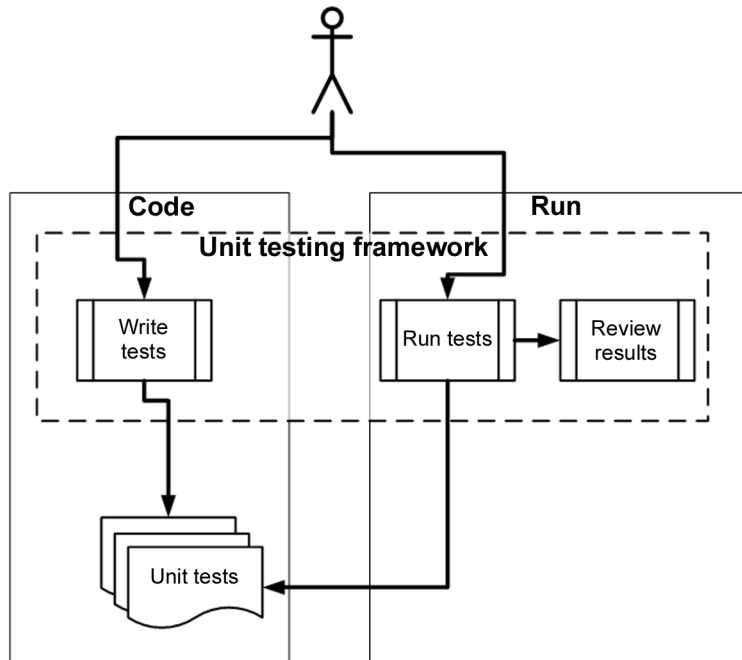 Code
Run
Unit testing framework
Write
tests
Run tests
Review
results
Unit tests